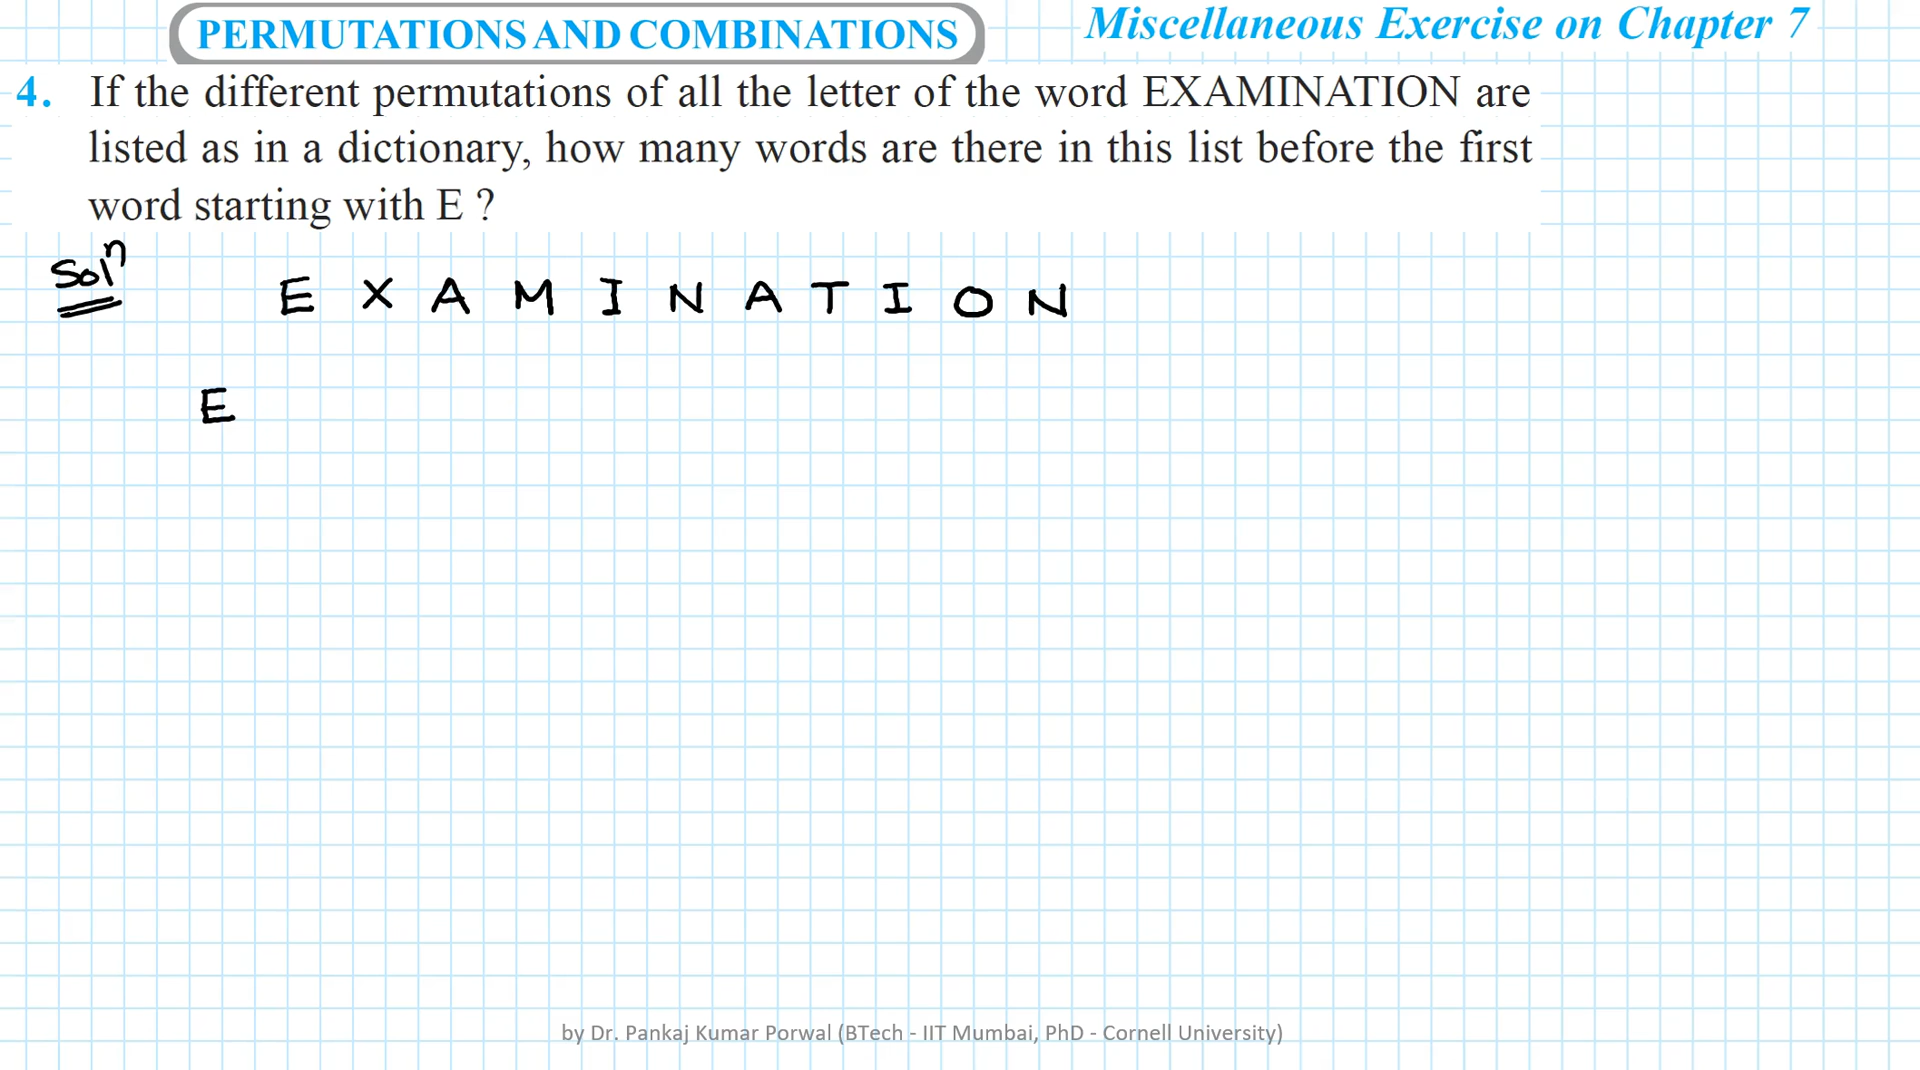 PERMUTATIONS AND COMBINATIONS
Miscellaneous Exercise on Chapter 7
4. If the different permutations of all the letter of the word EXAMINATION are
listed as in a dictionary, how many words are there in this list before the first
word starting with E ?
Solⁿ
E X A M I N A T I O N
E
by Dr. Pankaj Kumar Porwal (BTech - IIT Mumbai, PhD - Cornell University)